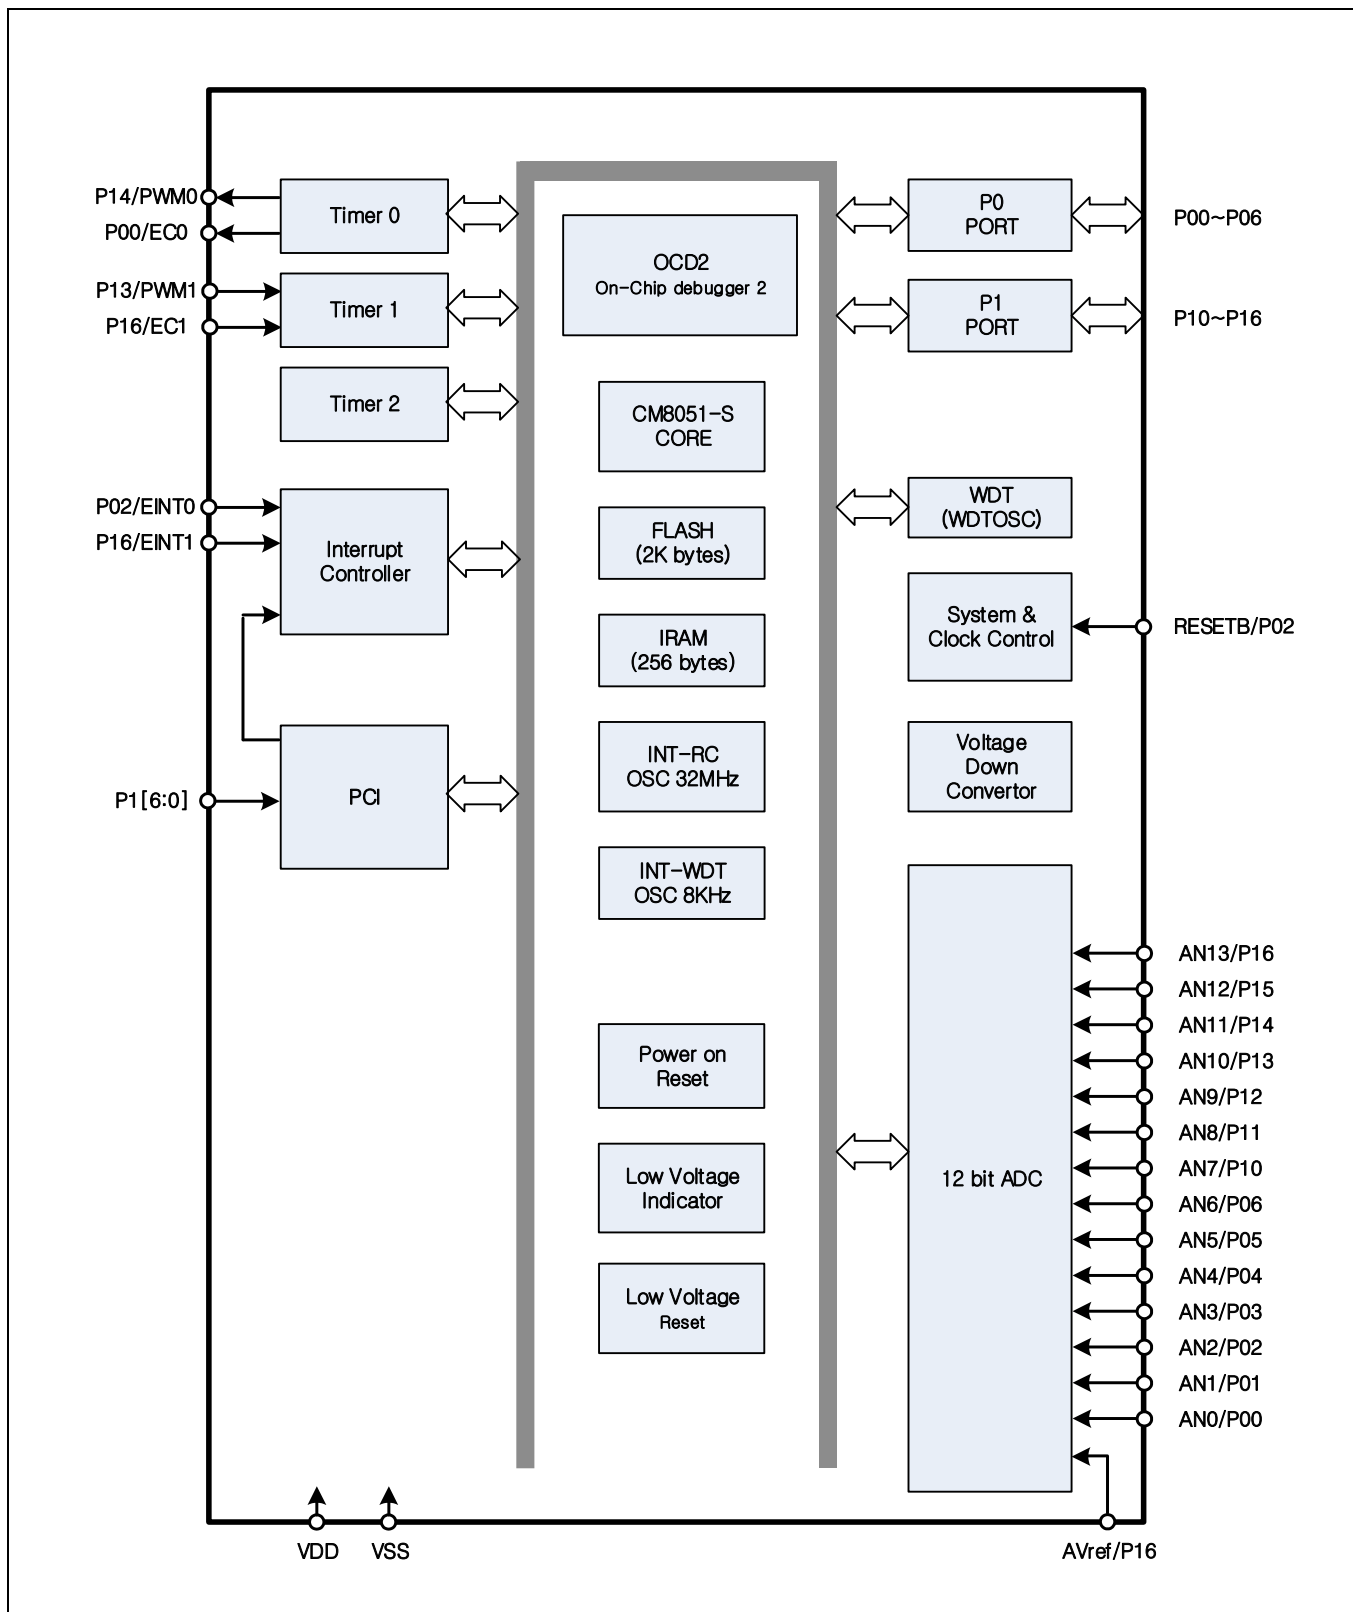 P14/PWM0
P00/EC0
Timer 0
P13/PWM1
P16/EC1
Timer 1
Timer 2
P02/EINT0
P16/EINT1
Interrupt
Controller
P1[6:0]
PCI
OCD2
On-Chip debugger 2
CM8051-S
CORE
FLASH
(2K bytes)
IRAM
(256 bytes)
INT-RC
OSC 32MHz
INT-WDT
OSC 8KHz
Power on
Reset
Low Voltage
Indicator
Low Voltage
Reset
P0
PORT
P00~P06
P1
PORT
P10~P16
WDT
(WDTOSC)
System &
Clock Control
RESETB/P02
Voltage
Down
Convertor
12 bit ADC
AN13/P16
AN12/P15
AN11/P14
AN10/P13
AN9/P12
AN8/P11
AN7/P10
AN6/P06
AN5/P05
AN4/P04
AN3/P03
AN2/P02
AN1/P01
AN0/P00
VDD
VSS
AVref/P16